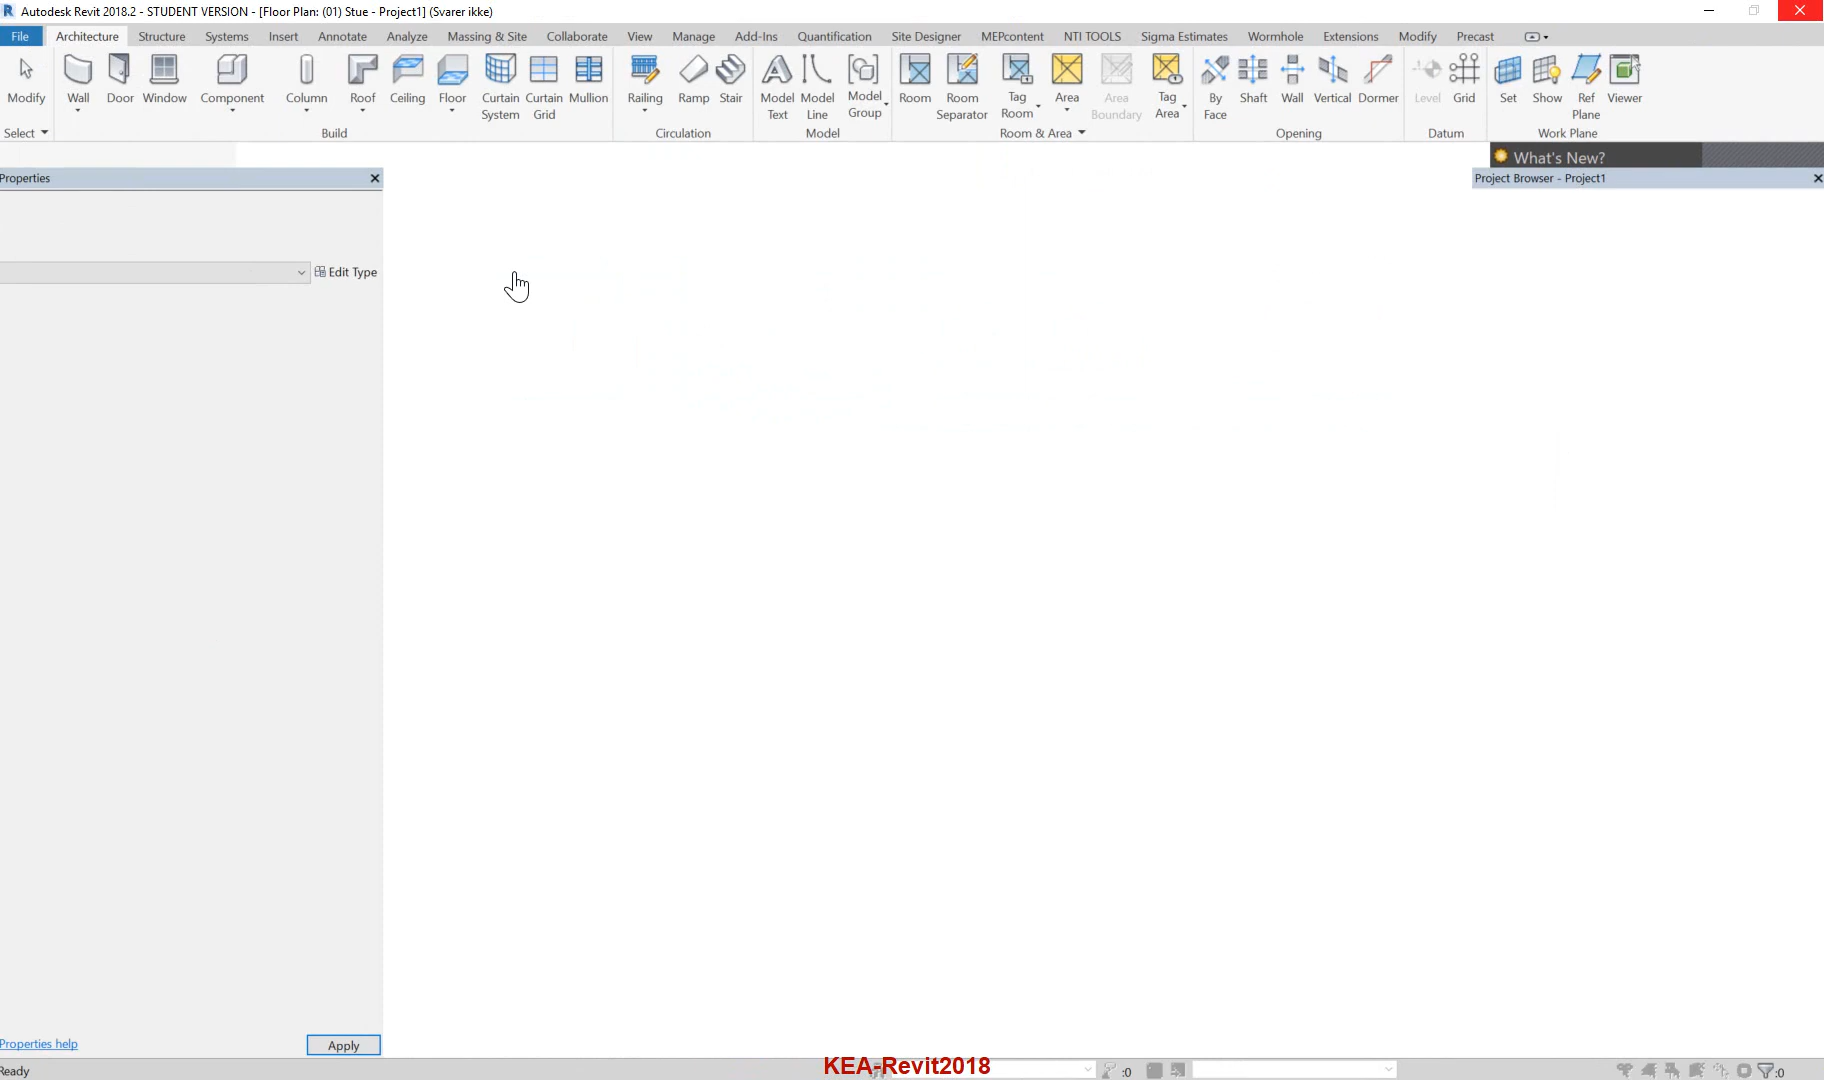 Autodesk Revit 2018.2 - STUDENT VERSION - [Floor Plan: (01) Stue - Project1] (Svarer ikke)
File Architecture Structure Systems Insert Annotate Analyze Massing & Site Collaborate View Manage Add-Ins Quantification Site Designer MEPcontent NTI TOOLS Sigma Estimates Wormhole Extensions Modify Precast
Modify Wall Door Window Component Column Roof Ceiling Floor Curtain System Curtain Grid Mullion Railing Ramp Stair Model Text Model Line Model Group Room Room Separator Tag Room Area Area Boundary Tag Area By Face Shaft Wall Vertical Dormer Level Grid Set Show Ref Plane Viewer
Select Build Circulation Model Room & Area Opening Datum Work Plane
What's New?
Properties Project Browser - Project1
Edit Type
Properties help Apply
Ready KEA-Revit2018 :0 :0